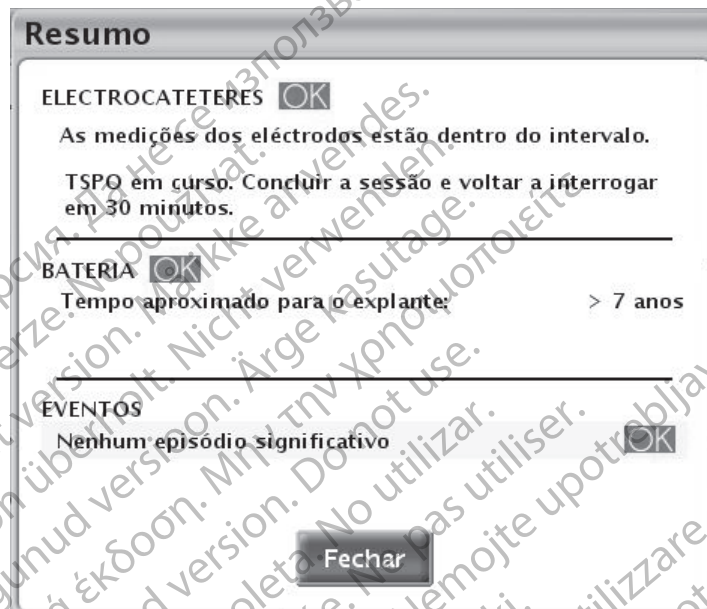 Resumo
ELECTROCATETERES OK
As medições dos eléctrodos estão dentro do intervalo.
TSPO em curso. Concluir a sessão e voltar a interrogar
em 30 minutos.
BATERIA OK
Tempo aproximado para o explante: > 7 anos
EVENTOS
Nenhum episódio significativo OK
Fechar